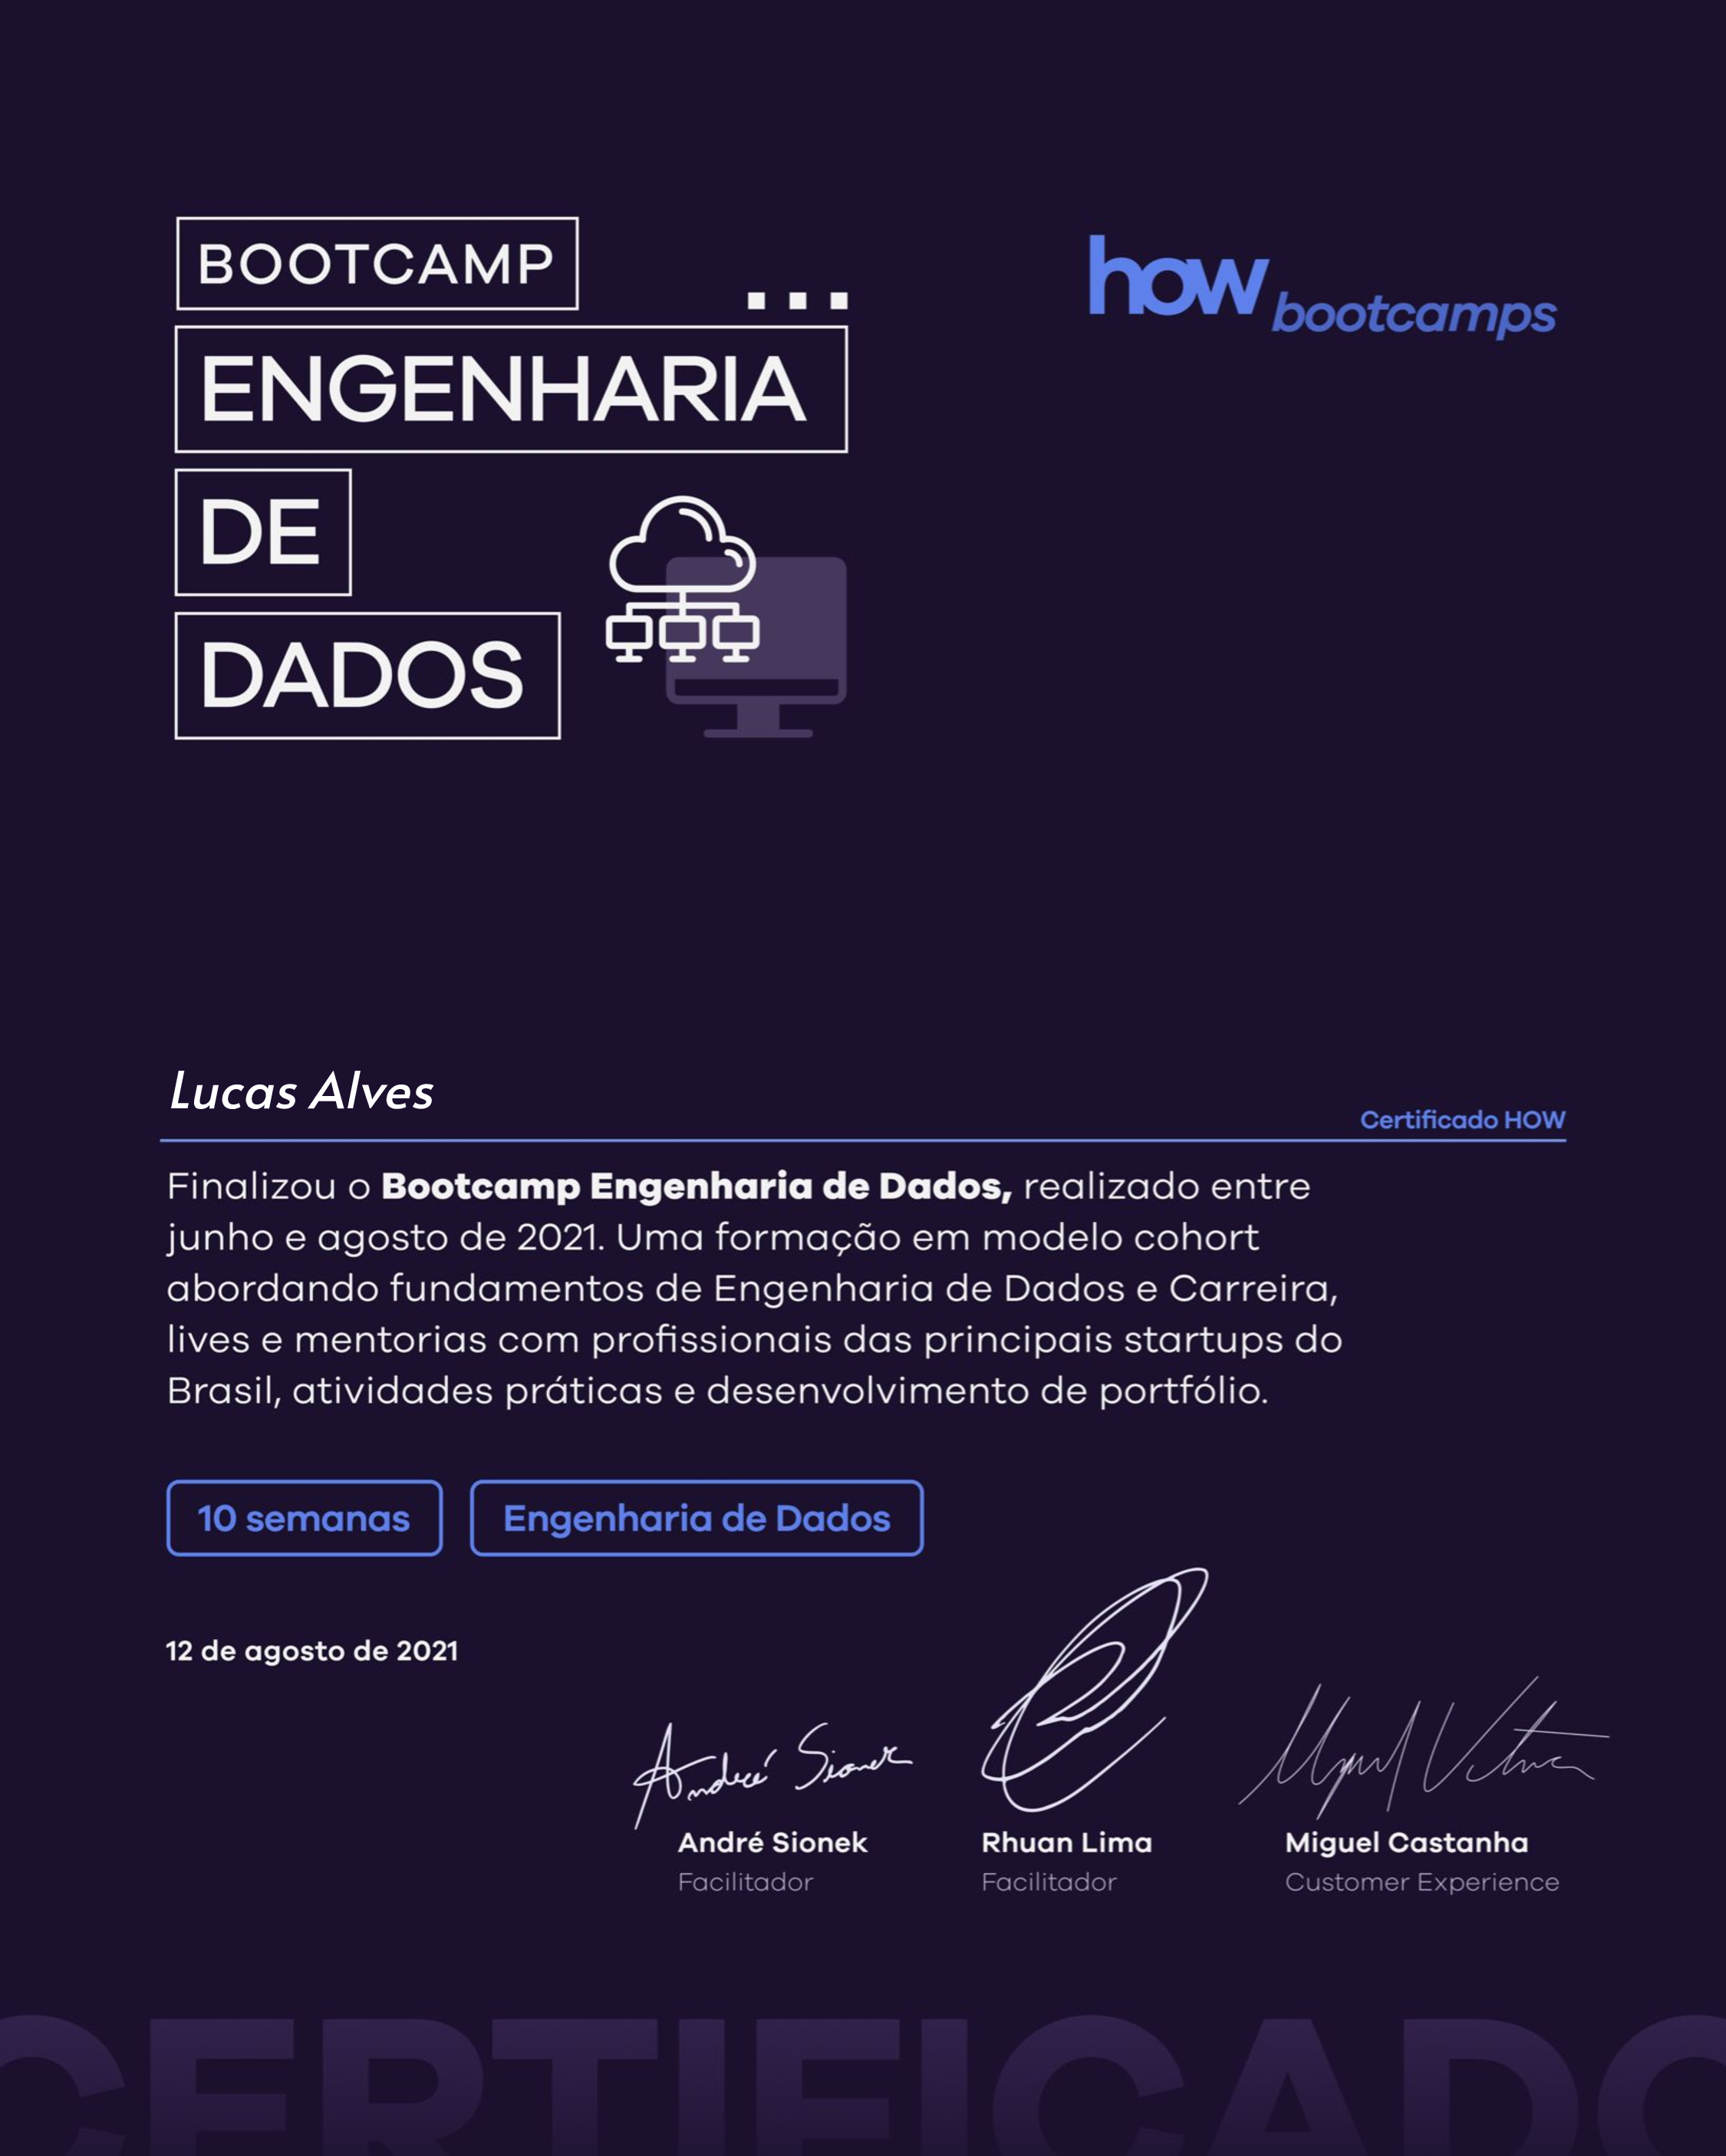 BOOTCAMP
ENGENHARIA
DE
DADOS
how bootcamps
Lucas Alves
Certificado HOW
Finalizou o Bootcamp Engenharia de Dados, realizado entre
junho e agosto de 2021. Uma formação em modelo cohort
abordando fundamentos de Engenharia de Dados e Carreira,
lives e mentorias com profissionais das principais startups do
Brasil, atividades práticas e desenvolvimento de portfólio.
10 semanas
Engenharia de Dados
12 de agosto de 2021
André Sionek
André Sionek Rhuan Lima Miguel Castanha
Facilitador Facilitador Customer Experience
CERTIFICADO